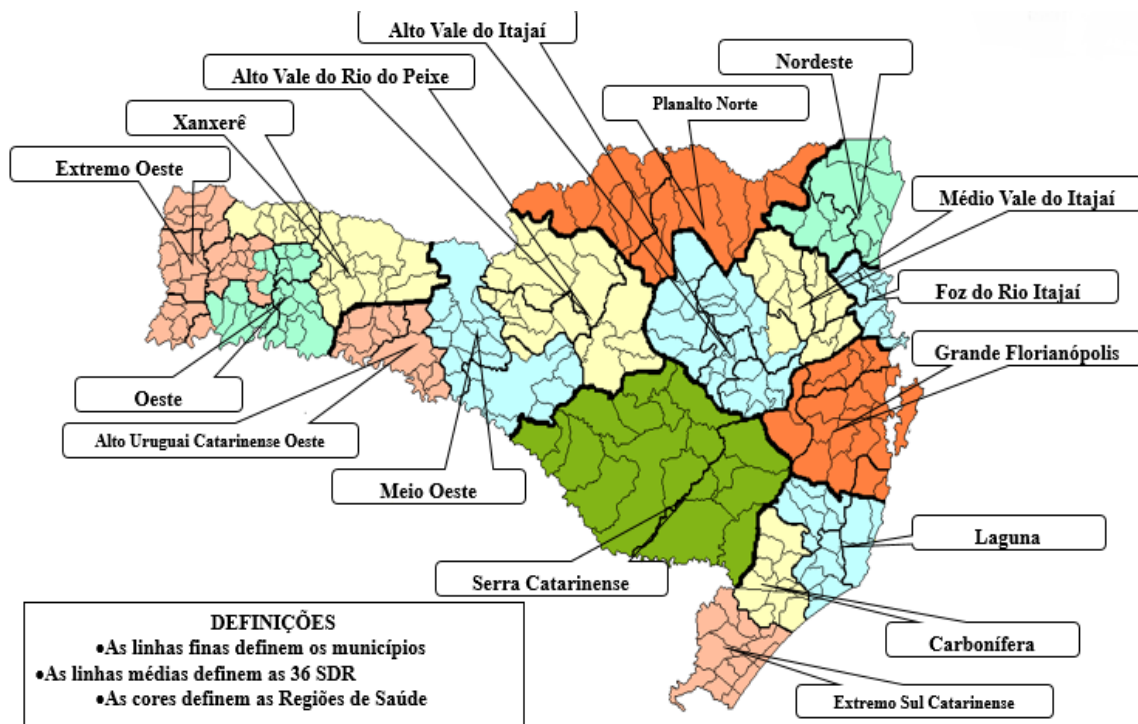 Alto Vale do Itajaí
Nordeste
Alto Vale do Rio do Peixe
Planalto Norte
Xanxerê
Extremo Oeste
Médio Vale do Itajaí
Foz do Rio Itajaí
Grande Florianópolis
Oeste
Alto Uruguai Catarinense Oeste
Meio Oeste
Laguna
Serra Catarinense
Carbonífera
Extremo Sul Catarinense
DEFINIÇÕES
•As linhas finas definem os municípios
•As linhas médias definem as 36 SDR
•As cores definem as Regiões de Saúde